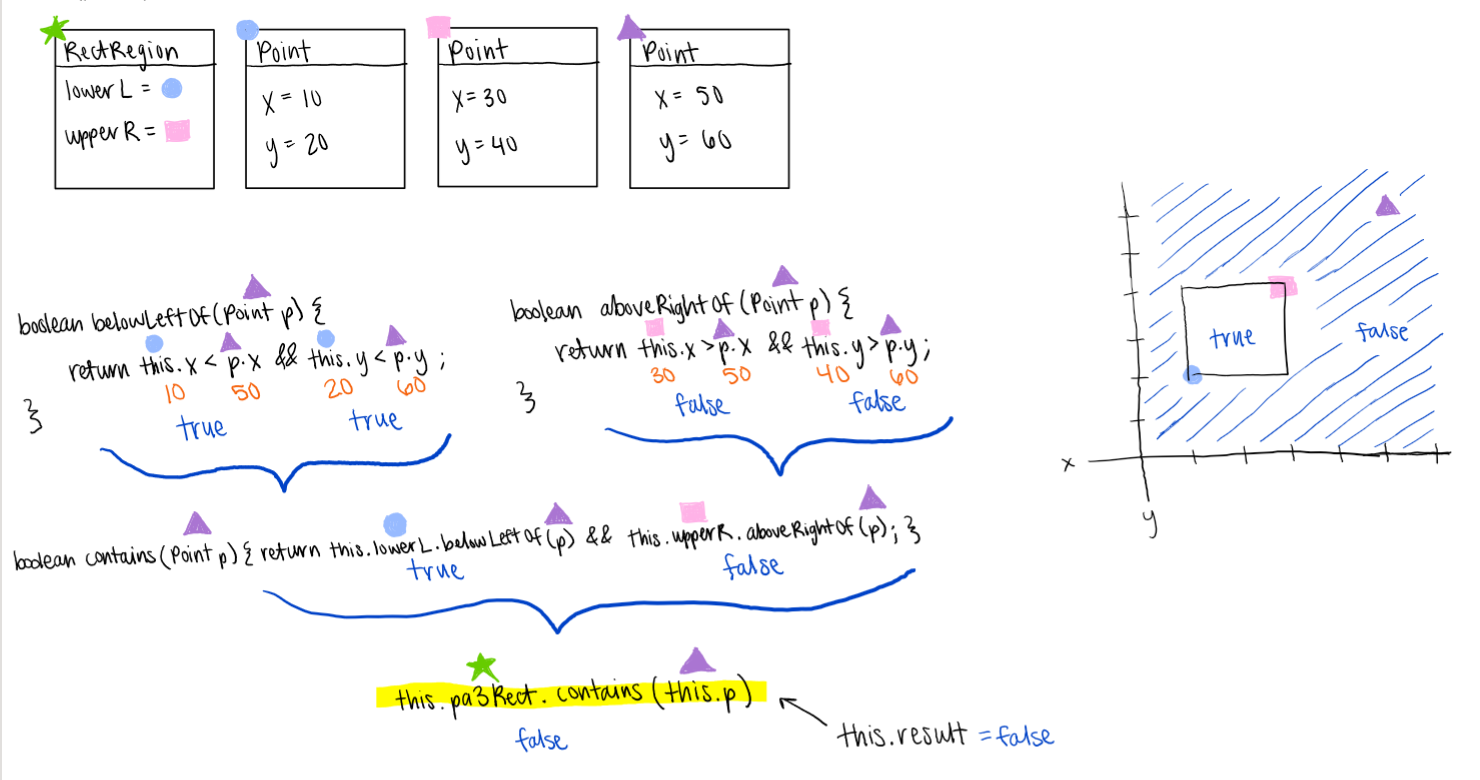 RectRegion
lowerL =
upperR =
Point
x = 10
y = 20
Point
x= 30
y= 40
Point
x= 50
y= 60
boolean belowLeftOf(Point p) {
return this.x < p.x && this.y < p.y ;
10 50 20 60
}
true true
boolean aboveRightOf (Point p) {
return this.x > p.x && this.y > p.y ;
30 50 40 60
}
false false
boolean contains (Point p) { return this.lowerL.belowLeftOf (p) && this.upperR.aboveRightOf (p); }
true false
this.pa3Rect.contains (this.p)
false
this.result = false
true
false
x
y